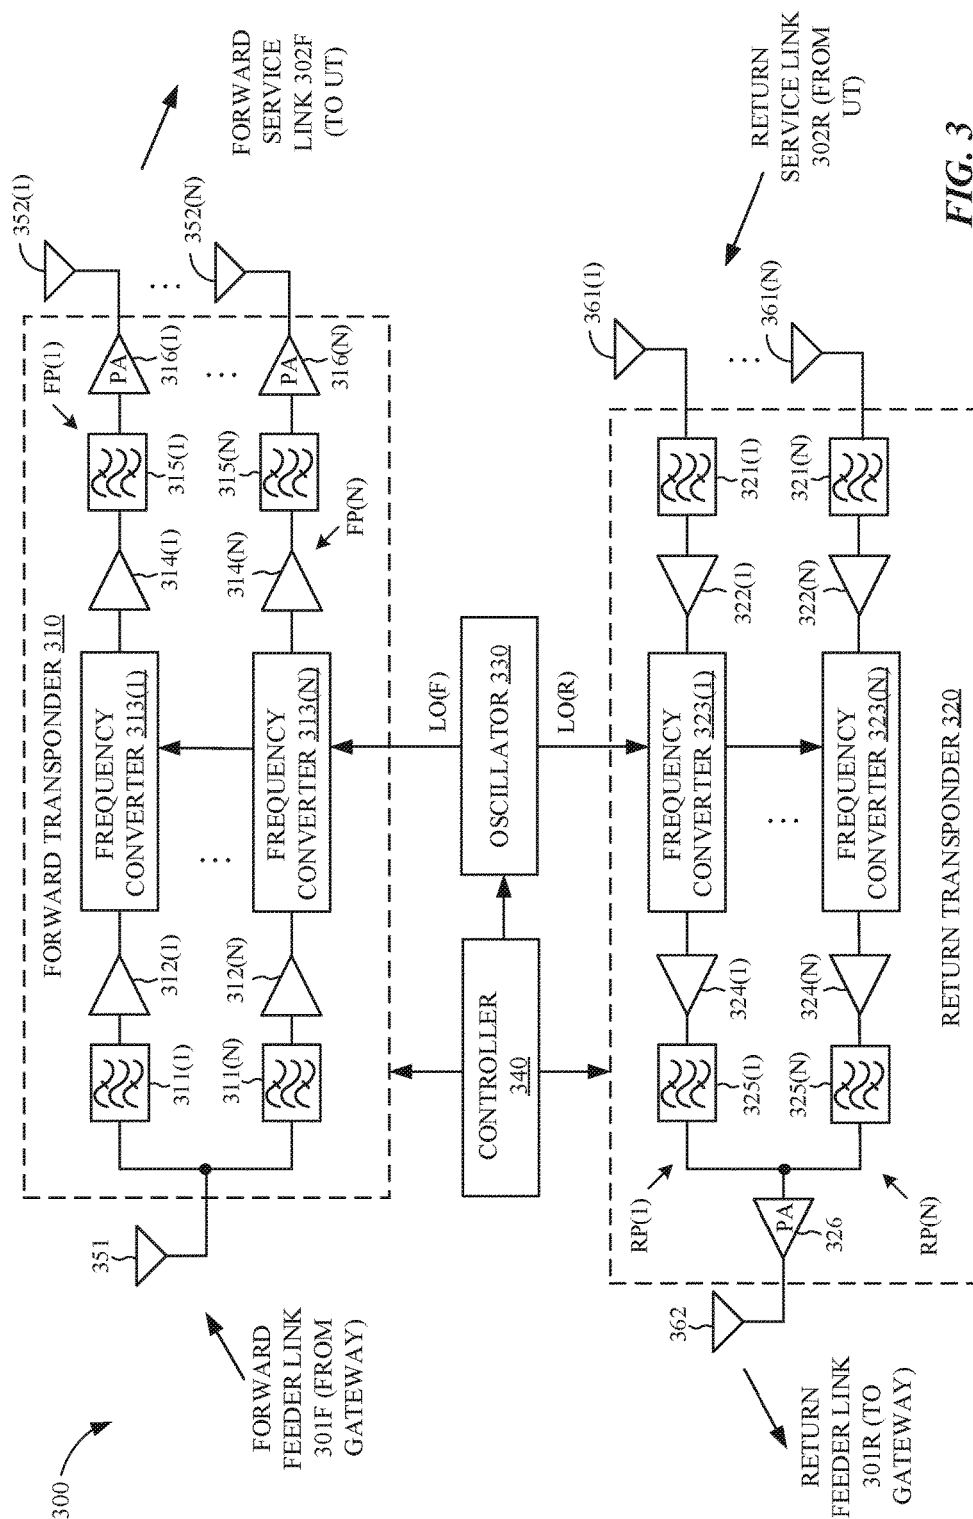 300
FORWARD
FEEDER LINK
301F (FROM
GATEWAY)
351
FORWARD TRANSPONDER 310
311(1)
312(1)
FREQUENCY
CONVERTER 313(1)
314(1)
315(1)
FP(1)
PA
316(1)
352(1)
. . .
. . .
. . .
311(N)
312(N)
FREQUENCY
CONVERTER 313(N)
314(N)
315(N)
FP(N)
PA
316(N)
352(N)
FORWARD
SERVICE
LINK 302F
(TO UT)
LO(F)
CONTROLLER
340
OSCILLATOR 330
LO(R)
RETURN
SERVICE LINK
302R (FROM
UT)
362
RP(1)
PA
326
325(1)
324(1)
FREQUENCY
CONVERTER 323(1)
322(1)
321(1)
361(1)
. . .
. . .
RP(N)
325(N)
324(N)
FREQUENCY
CONVERTER 323(N)
322(N)
321(N)
361(N)
RETURN TRANSPONDER 320
RETURN
FEEDER LINK
301R (TO
GATEWAY)
FIG. 3